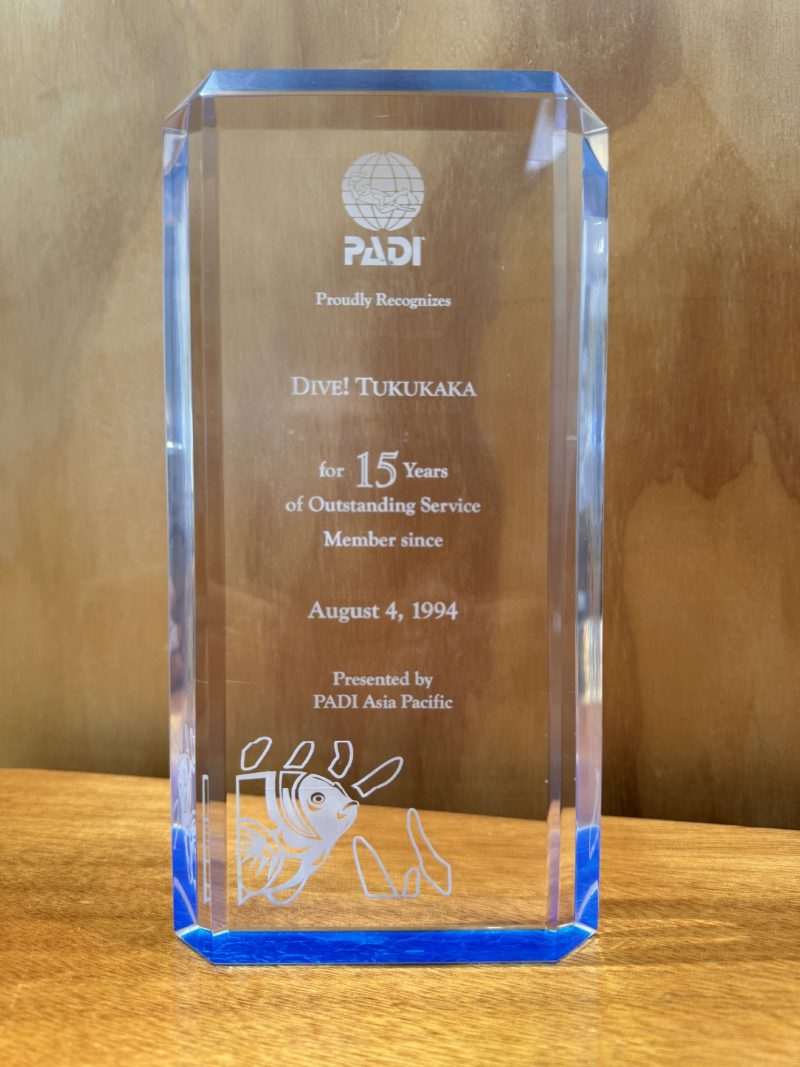 PADI
Proudly Recognizes
DIVE! TUKUKAKA
for 15 Years
of Outstanding Service
Member since
August 4, 1994
Presented by
PADI Asia Pacific